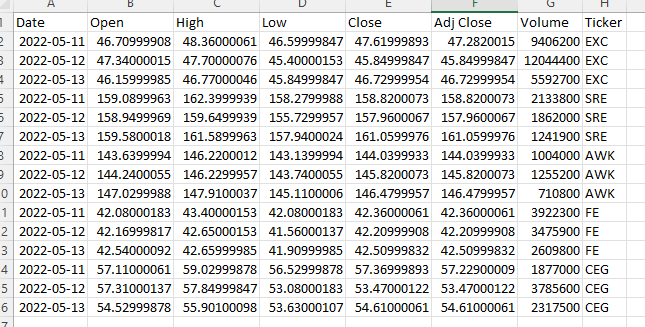 A B C D E F G H
1 Date Open High Low Close Adj Close Volume Ticker
2 2022-05-11 46.70999908 48.36000061 46.59999847 47.61999893 47.2820015 9406200 EXC
3 2022-05-12 47.34000015 47.70000076 45.40000153 45.84999847 45.84999847 12044400 EXC
4 2022-05-13 46.15999985 46.77000046 45.84999847 46.72999954 46.72999954 5592700 EXC
5 2022-05-11 159.0899963 162.3999939 158.2799988 158.8200073 158.8200073 2133800 SRE
6 2022-05-12 158.9499969 159.6499939 155.7299957 157.9600067 157.9600067 1862000 SRE
7 2022-05-13 159.5800018 161.5899963 157.9400024 161.0599976 161.0599976 1241900 SRE
8 2022-05-11 143.6399994 146.2200012 143.1399994 144.0399933 144.0399933 1004000 AWK
9 2022-05-12 144.2400055 146.2299957 143.7400055 145.8200073 145.8200073 1255200 AWK
0 2022-05-13 147.0299988 147.9100037 145.1100006 146.4799957 146.4799957 710800 AWK
1 2022-05-11 42.08000183 43.40000153 42.08000183 42.36000061 42.36000061 3922300 FE
2 2022-05-12 42.16999817 42.65000153 41.56000137 42.20999908 42.20999908 3475900 FE
3 2022-05-13 42.54000092 42.65999985 41.90999985 42.50999832 42.50999832 2609800 FE
4 2022-05-11 57.11000061 59.02999878 56.52999878 57.36999893 57.22900009 1877000 CEG
5 2022-05-12 57.31000137 57.84999847 53.08000183 53.47000122 53.47000122 3785600 CEG
6 2022-05-13 54.52999878 55.90100098 53.63000107 54.61000061 54.61000061 2317500 CEG